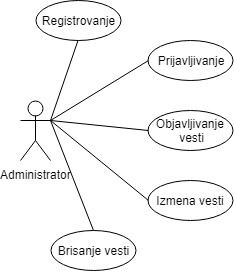 Registrovanje
Prijavljivanje
Objavljivanje
vesti
Administrator
Izmena vesti
Brisanje vesti